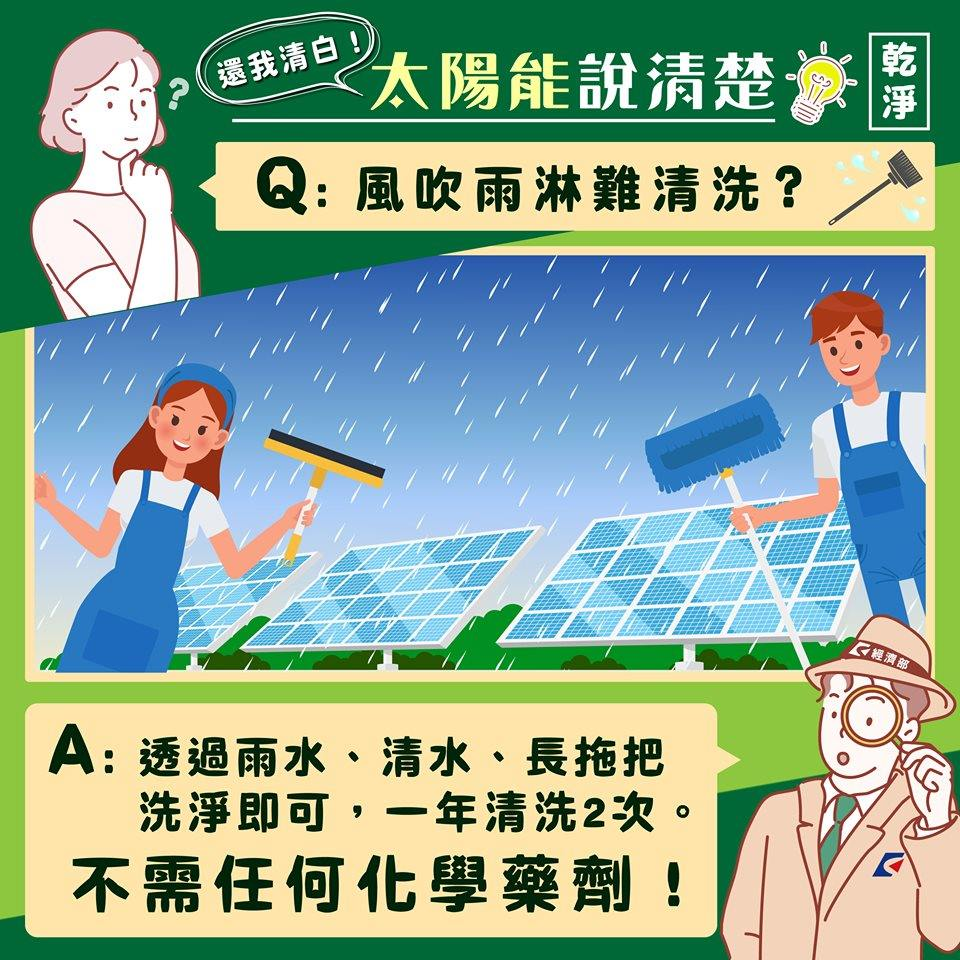 還我清白！
太陽能說清楚
乾淨
Q: 風吹雨淋難清洗？
經濟部
A: 透過雨水、清水、長拖把
洗淨即可，一年清洗2次。
不需任何化學藥劑！